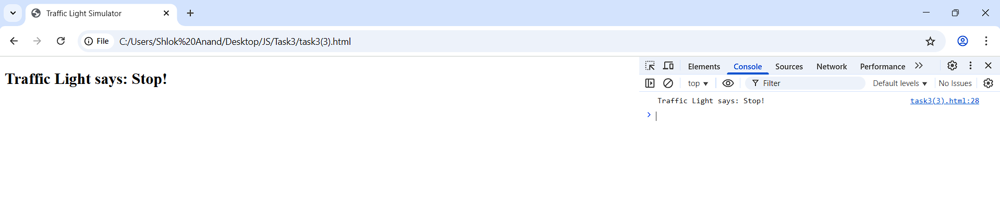 Traffic Light Simulator
File C:/Users/Shlok%20Anand/Desktop/JS/Task3/task3(3).html
Traffic Light says: Stop!
Elements Console Sources Network Performance
top Filter Default levels No Issues
Traffic Light says: Stop! task3(3).html:28